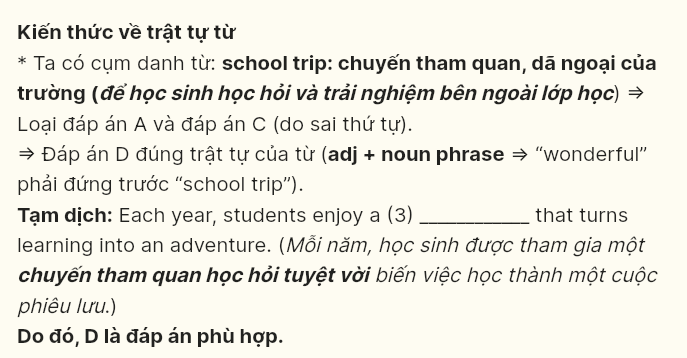 Kiến thức về trật tự từ
* Ta có cụm danh từ: school trip: chuyến tham quan, dã ngoại của
trường (để học sinh học hỏi và trải nghiệm bên ngoài lớp học) ⇒
Loại đáp án A và đáp án C (do sai thứ tự).
⇒ Đáp án D đúng trật tự của từ (adj + noun phrase ⇒ “wonderful”
phải đứng trước “school trip”).
Tạm dịch: Each year, students enjoy a (3) ____________ that turns
learning into an adventure. (Mỗi năm, học sinh được tham gia một
chuyến tham quan học hỏi tuyệt vời biến việc học thành một cuộc
phiêu lưu.)
Do đó, D là đáp án phù hợp.